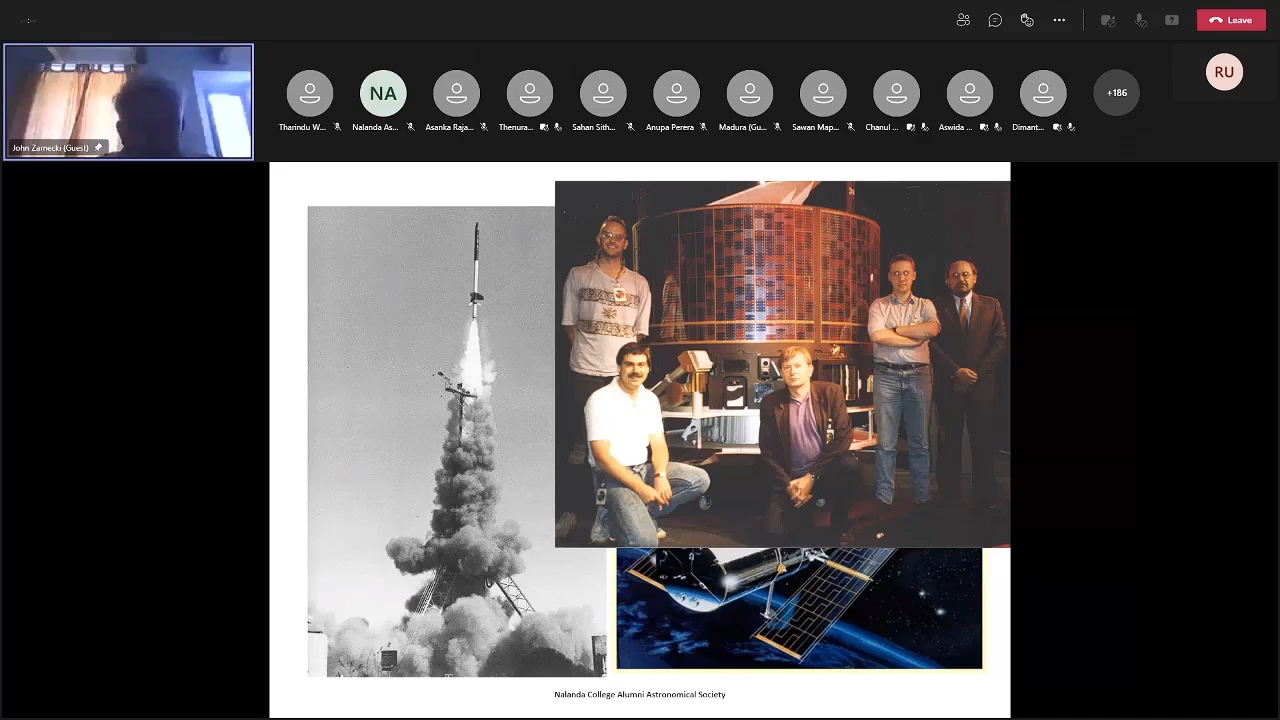 Leave
RU
NA
+186
Tharindu W...
Nalanda As...
Asanka Raja...
Thenura...
Sahan Sith...
Anupa Perera
Madura (Gu...
Sawan Map...
Chanul ...
Aswida ...
Dimant...
John Zarnecki (Guest)
Nalanda College Alumni Astronomical Society